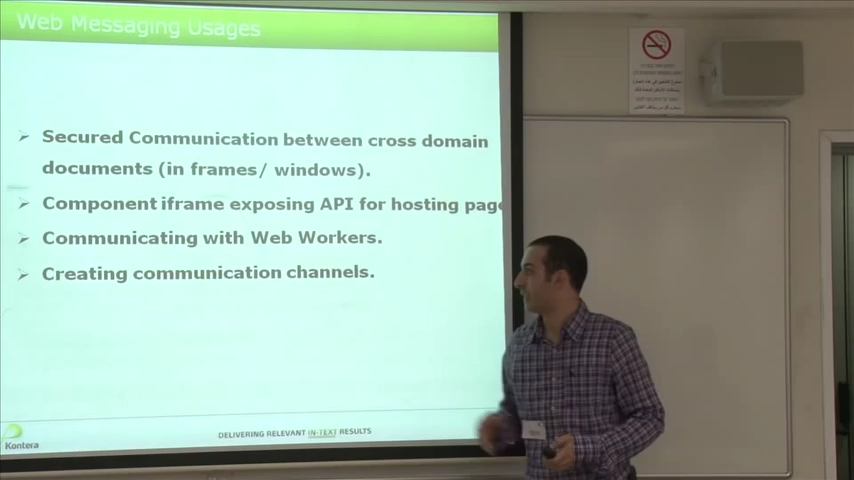 Web Messaging Usages
Secured Communication between cross domain
documents (in frames/ windows).
Component iframe exposing API for hosting page
Communicating with Web Workers.
Creating communication channels.
Kontera
DELIVERING RELEVANT IN-TEXT RESULTS